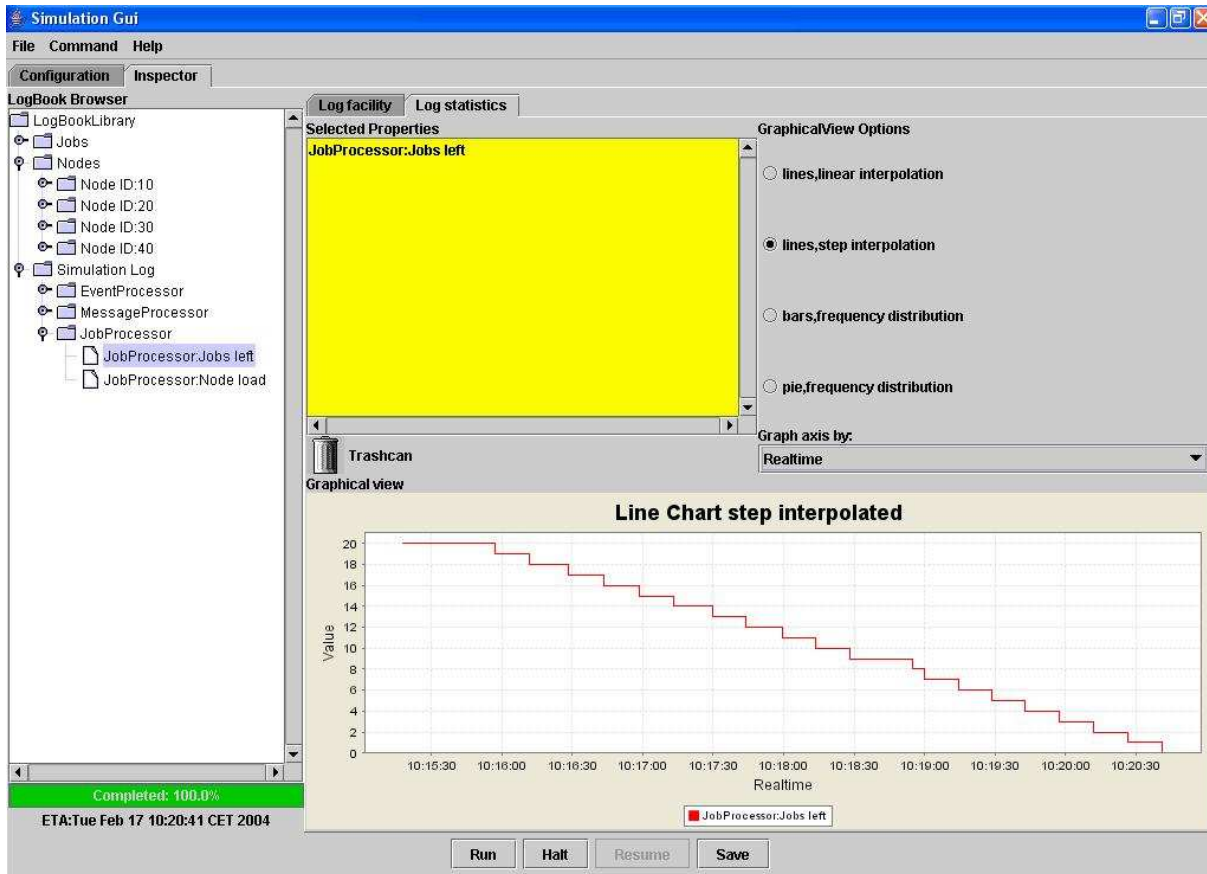 Simulation Gui
File Command Help
Configuration Inspector
LogBook Browser
LogBookLibrary
Jobs
Nodes
Node ID:10
Node ID:20
Node ID:30
Node ID:40
Simulation Log
EventProcessor
MessageProcessor
JobProcessor
JobProcessor:Jobs left
JobProcessor:Node load
Completed: 100.0%
ETA:Tue Feb 17 10:20:41 CET 2004
Log facility Log statistics
Selected Properties
JobProcessor:Jobs left
Trashcan
GraphicalView Options
lines,linear interpolation
lines,step interpolation
bars,frequency distribution
pie,frequency distribution
Graph axis by:
Realtime
Graphical view
Line Chart step interpolated
Value
20
18
16
14
12
10
8
6
4
2
0
10:15:30 10:16:00 10:16:30 10:17:00 10:17:30 10:18:00 10:18:30 10:19:00 10:19:30 10:20:00 10:20:30
Realtime
JobProcessor:Jobs left
Run Halt Resume Save